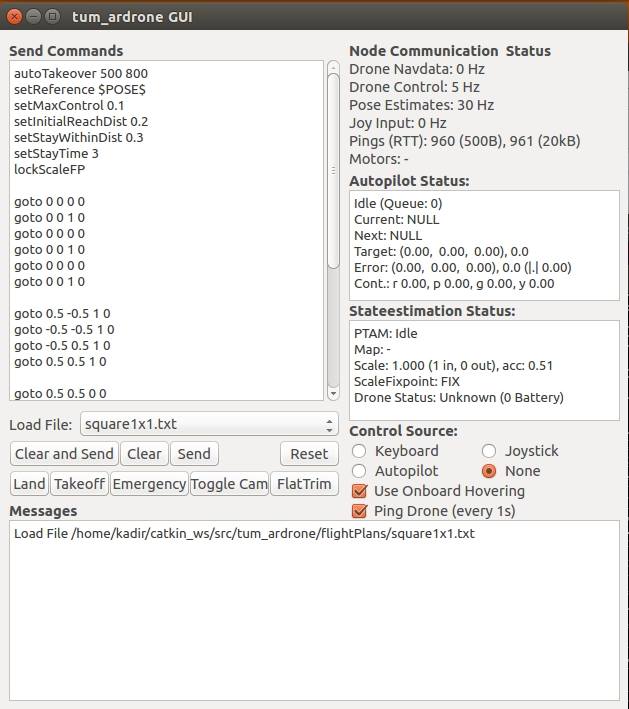 tum_ardrone GUI
Send Commands
autoTakeover 500 800
setReference $POSE$
setMaxControl 0.1
setInitialReachDist 0.2
setStayWithinDist 0.3
setStayTime 3
lockScaleFP
goto 0 0 0 0
goto 0 0 1 0
goto 0 0 0 0
goto 0 0 1 0
goto 0 0 0 0
goto 0 0 1 0
goto 0.5 -0.5 1 0
goto -0.5 -0.5 1 0
goto -0.5 0.5 1 0
goto 0.5 0.5 1 0
goto 0.5 0.5 0 0
Load File: square1x1.txt
Clear and Send Clear Send Reset
Land Takeoff Emergency Toggle Cam FlatTrim
Node Communication Status
Drone Navdata: 0 Hz
Drone Control: 5 Hz
Pose Estimates: 30 Hz
Joy Input: 0 Hz
Pings (RTT): 960 (500B), 961 (20kB)
Motors: -
Autopilot Status:
Idle (Queue: 0)
Current: NULL
Next: NULL
Target: (0.00, 0.00, 0.00), 0.0
Error: (0.00, 0.00, 0.00), 0.0 (|.| 0.00)
Cont.: r 0.00, p 0.00, g 0.00, y 0.00
Stateestimation Status:
PTAM: Idle
Map: -
Scale: 1.000 (1 in, 0 out), acc: 0.51
ScaleFixpoint: FIX
Drone Status: Unknown (0 Battery)
Control Source:
Keyboard Joystick
Autopilot None
Use Onboard Hovering
Ping Drone (every 1s)
Messages
Load File /home/kadir/catkin_ws/src/tum_ardrone/flightPlans/square1x1.txt